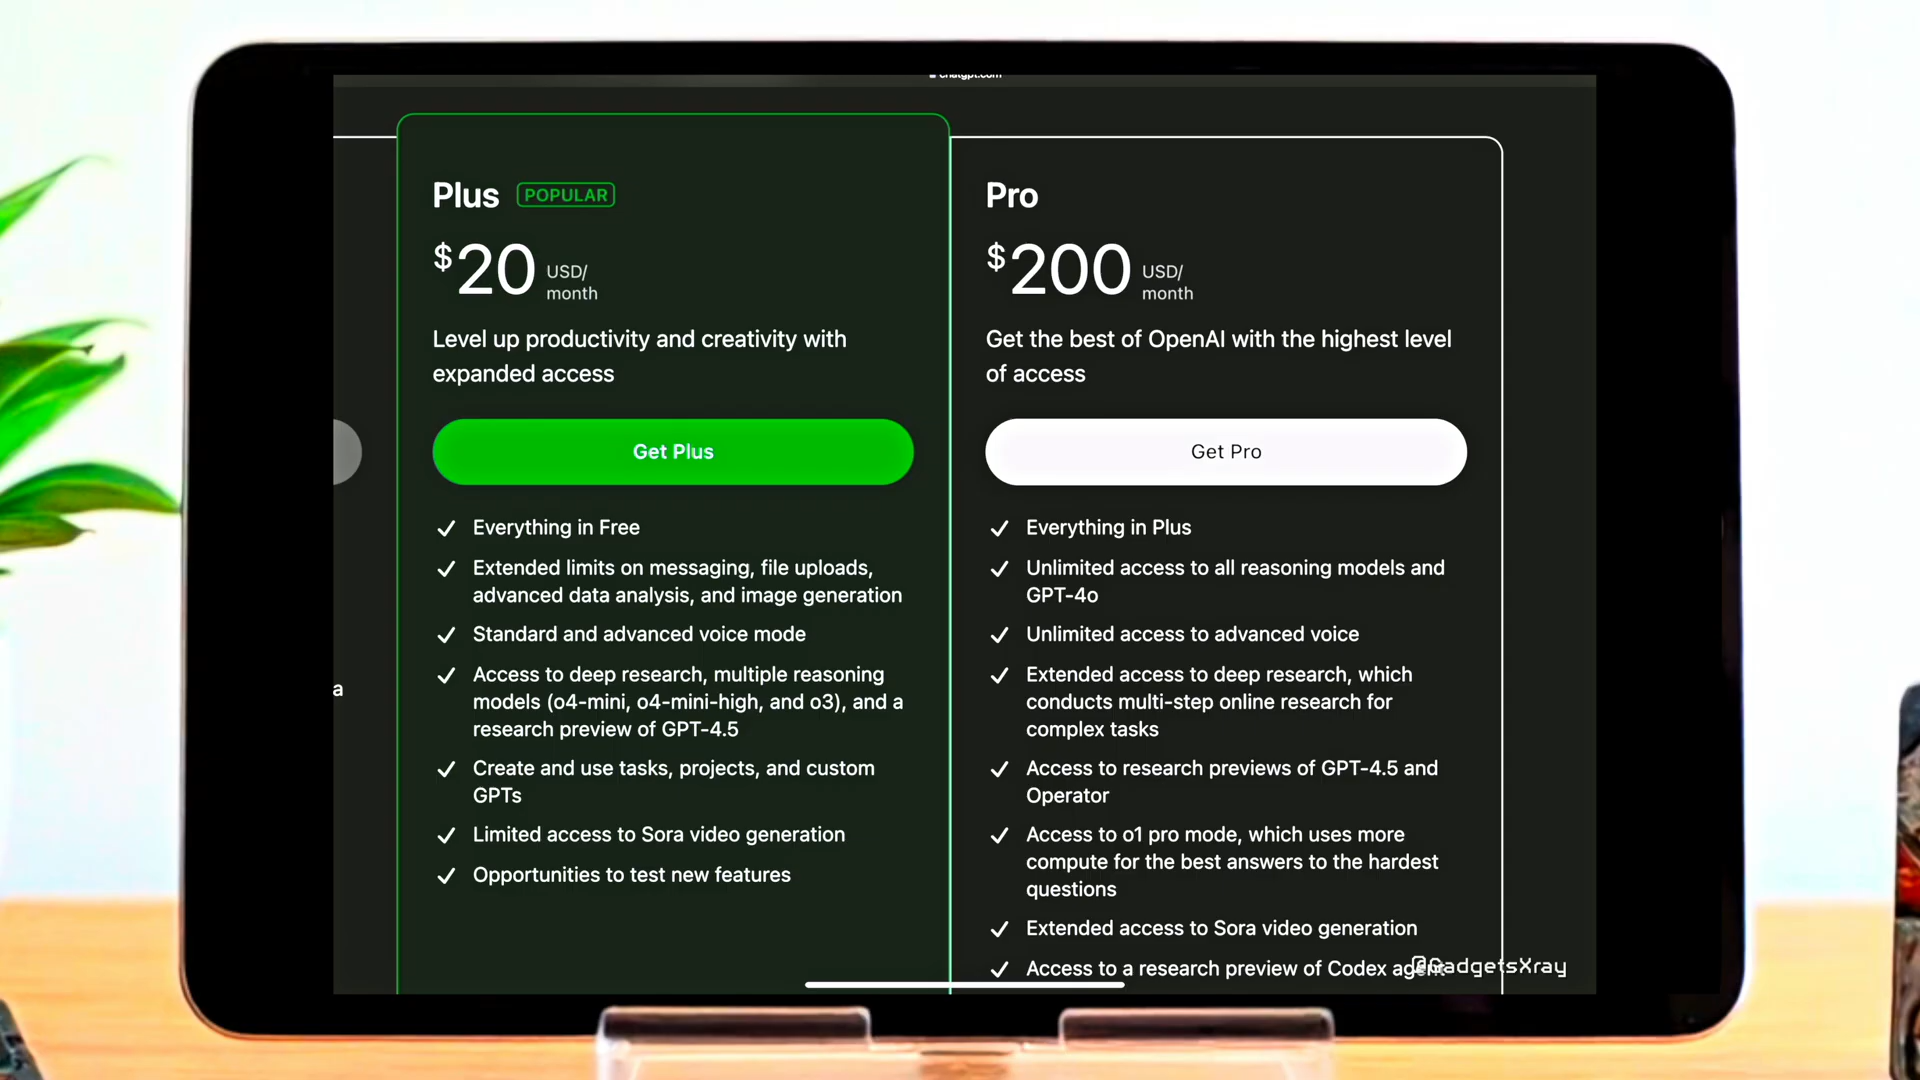 chatgpt.com
Plus POPULAR
$20 USD/
month
Level up productivity and creativity with
expanded access
Get Plus
Everything in Free
Extended limits on messaging, file uploads,
advanced data analysis, and image generation
Standard and advanced voice mode
Access to deep research, multiple reasoning
models (o4-mini, o4-mini-high, and o3), and a
research preview of GPT-4.5
Create and use tasks, projects, and custom
GPTs
Limited access to Sora video generation
Opportunities to test new features
Pro
$200 USD/
month
Get the best of OpenAI with the highest level
of access
Get Pro
Everything in Plus
Unlimited access to all reasoning models and
GPT-4o
Unlimited access to advanced voice
Extended access to deep research, which
conducts multi-step online research for
complex tasks
Access to research previews of GPT-4.5 and
Operator
Access to o1 pro mode, which uses more
compute for the best answers to the hardest
questions
Extended access to Sora video generation
Access to a research preview of Codex agent
a
@GadgetsXray